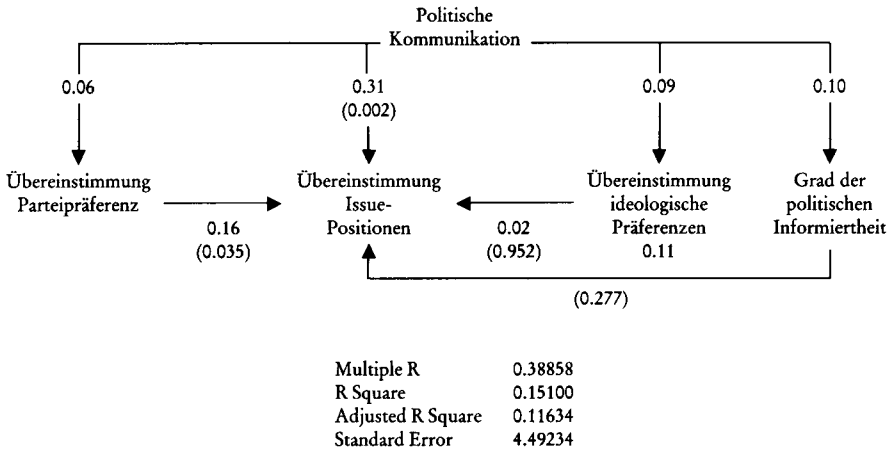 Politische
Kommunikation
0.06
0.31
(0.002)
0.09
0.10
Übereinstimmung
Parteipräferenz
Übereinstimmung
Issue-
Positionen
Übereinstimmung
ideologische
Präferenzen
Grad der
politischen
Informiertheit
0.16
(0.035)
0.02
(0.952)
0.11
(0.277)
Multiple R 0.38858
R Square 0.15100
Adjusted R Square 0.11634
Standard Error 4.49234